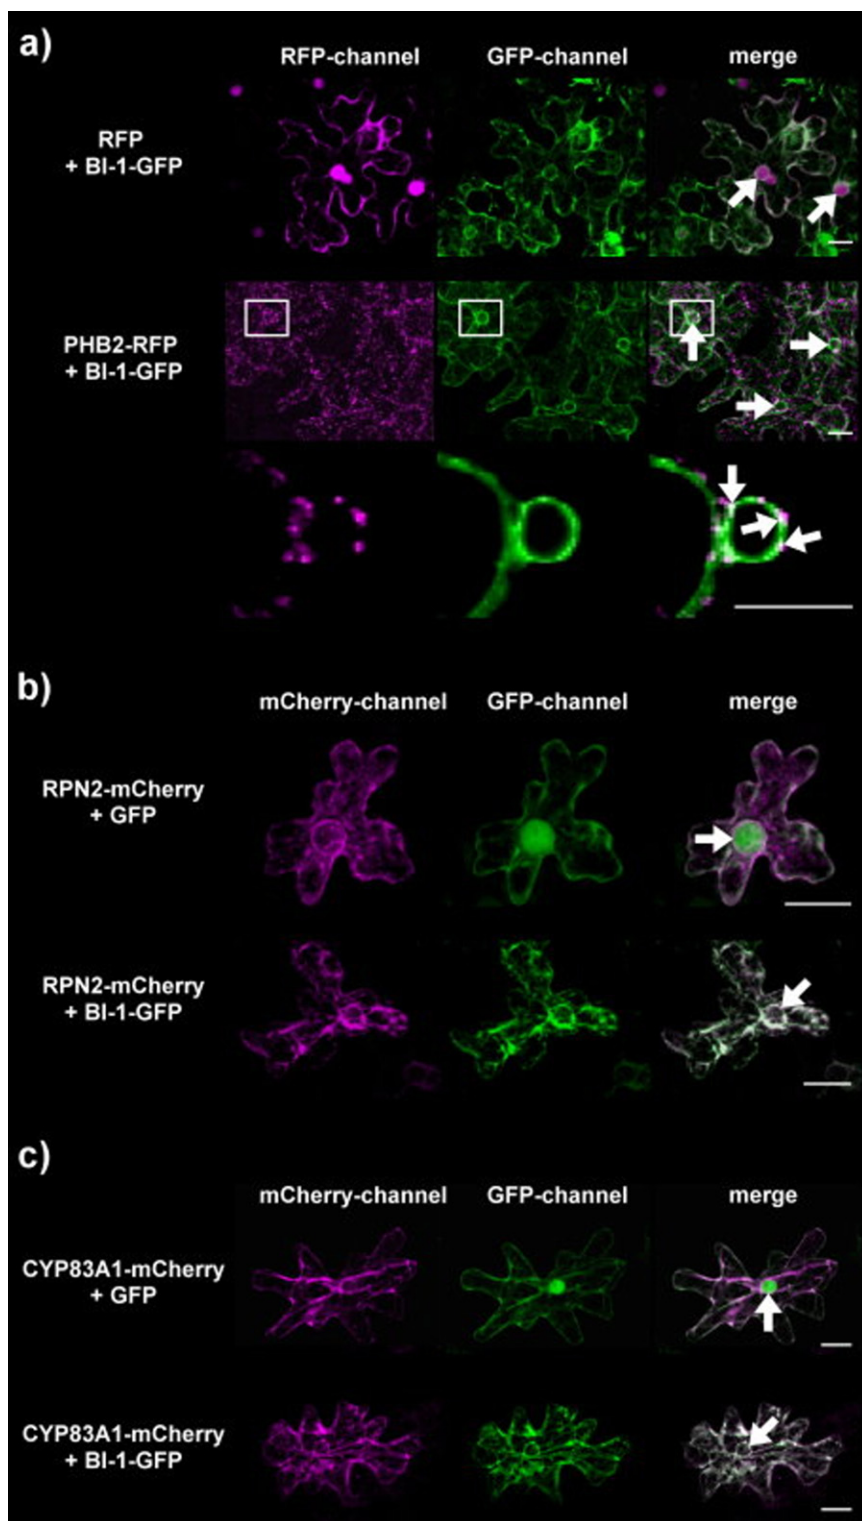 a)
RFP-channel GFP-channel merge
RFP
+ BI-1-GFP
PHB2-RFP
+ BI-1-GFP
b)
mCherry-channel GFP-channel merge
RPN2-mCherry
+ GFP
RPN2-mCherry
+ BI-1-GFP
c)
mCherry-channel GFP-channel merge
CYP83A1-mCherry
+ GFP
CYP83A1-mCherry
+ BI-1-GFP